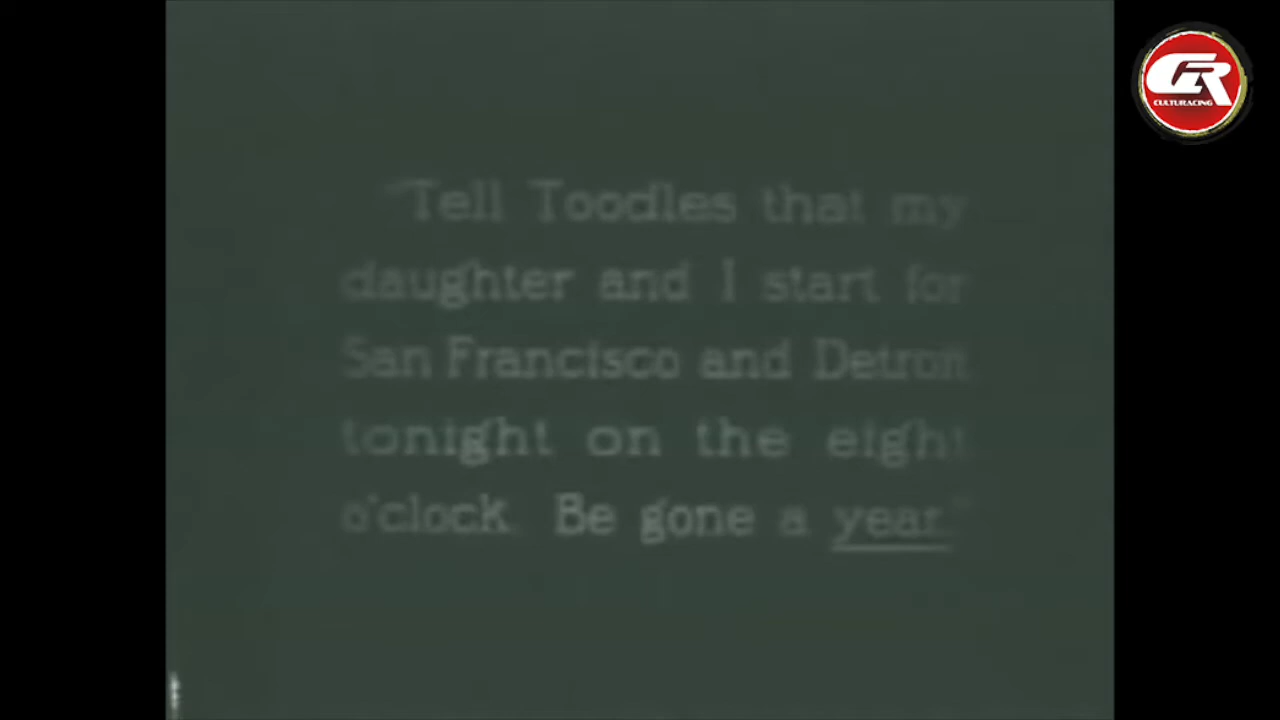 "Tell Toodles that my
daughter and I start for
San Francisco and Detroit
tonight on the eight
o'clock. Be gone a year."
CR
CULTURACING